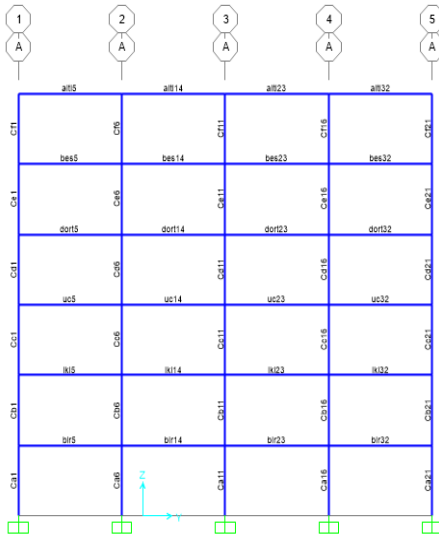 1 2 3 4 5
A A A A A
alti5 alti14 alti23 alti32
Cf1 Cf6 Cf11 Cf16 Cf21
bes5 bes14 bes23 bes32
Ce1 Ce6 Ce11 Ce16 Ce21
dort5 dort14 dort23 dort32
Cd1 Cd6 Cd11 Cd16 Cd21
uc5 uc14 uc23 uc32
Cc1 Cc6 Cc11 Cc16 Cc21
iki5 iki14 iki23 iki32
Cb1 Cb6 Cb11 Cb16 Cb21
bir5 bir14 bir23 bir32
Ca1 Ca6 Ca11 Ca16 Ca21
Z
Y